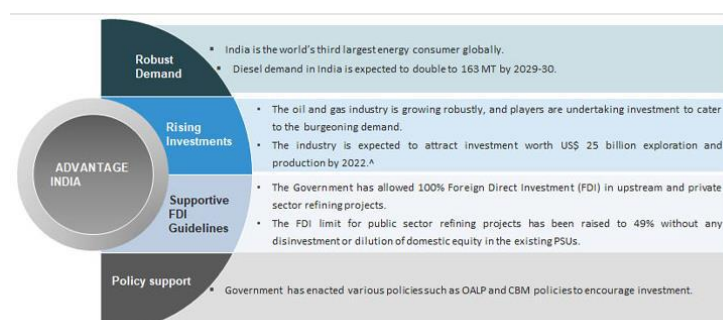 ADVANTAGE
INDIA
Robust
Demand
▪ India is the world's third largest energy consumer globally.
▪ Diesel demand in India is expected to double to 163 MT by 2029-30.
Rising
Investments
• The oil and gas industry is growing robustly, and players are undertaking investment to cater
to the burgeoning demand.
• The industry is expected to attract investment worth US$ 25 billion exploration and
production by 2022.^
Supportive
FDI
Guidelines
• The Government has allowed 100% Foreign Direct Investment (FDI) in upstream and private
sector refining projects.
• The FDI limit for public sector refining projects has been raised to 49% without any
disinvestment or dilution of domestic equity in the existing PSUs.
Policy support
▪ Government has enacted various policies such as OALP and CBM policies to encourage investment.